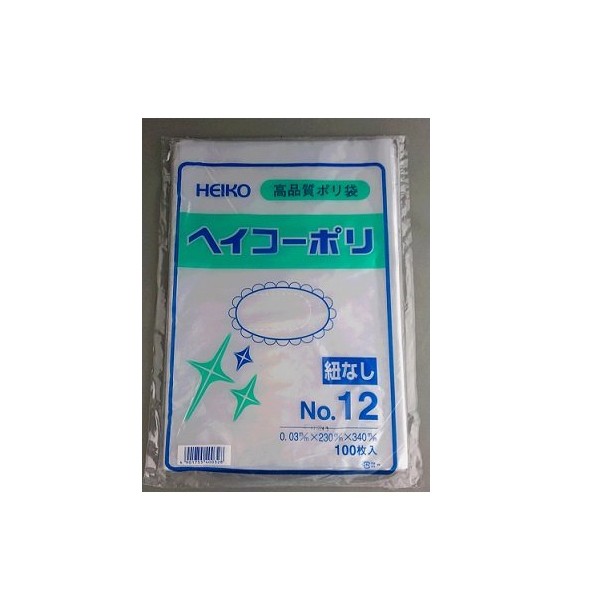 HEIKO 高品質ポリ袋
ヘイコーポリ
紐なし
No.12
0.03㎜×230㎜×340㎜
100枚入